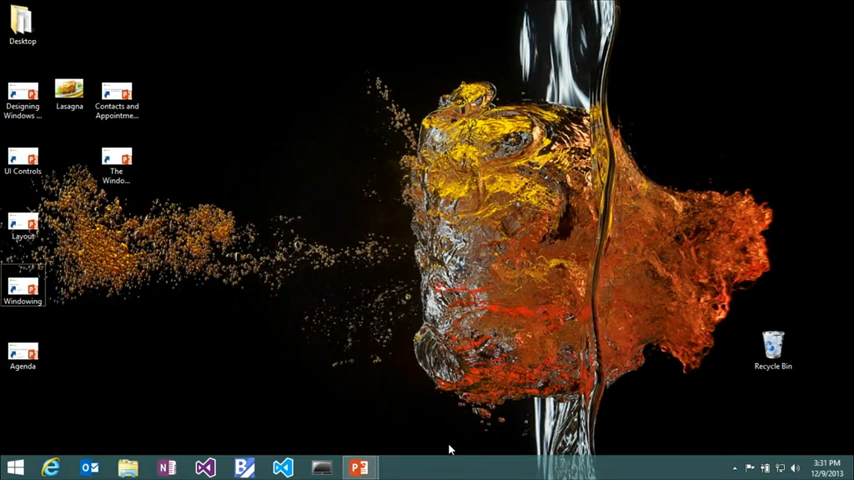 Desktop
Designing
Windows ...
Lasagna
Contacts and
Appointme...
UI Controls
The
Windo...
Layout
Windowing
Agenda
Recycle Bin
3:31 PM
12/9/2013